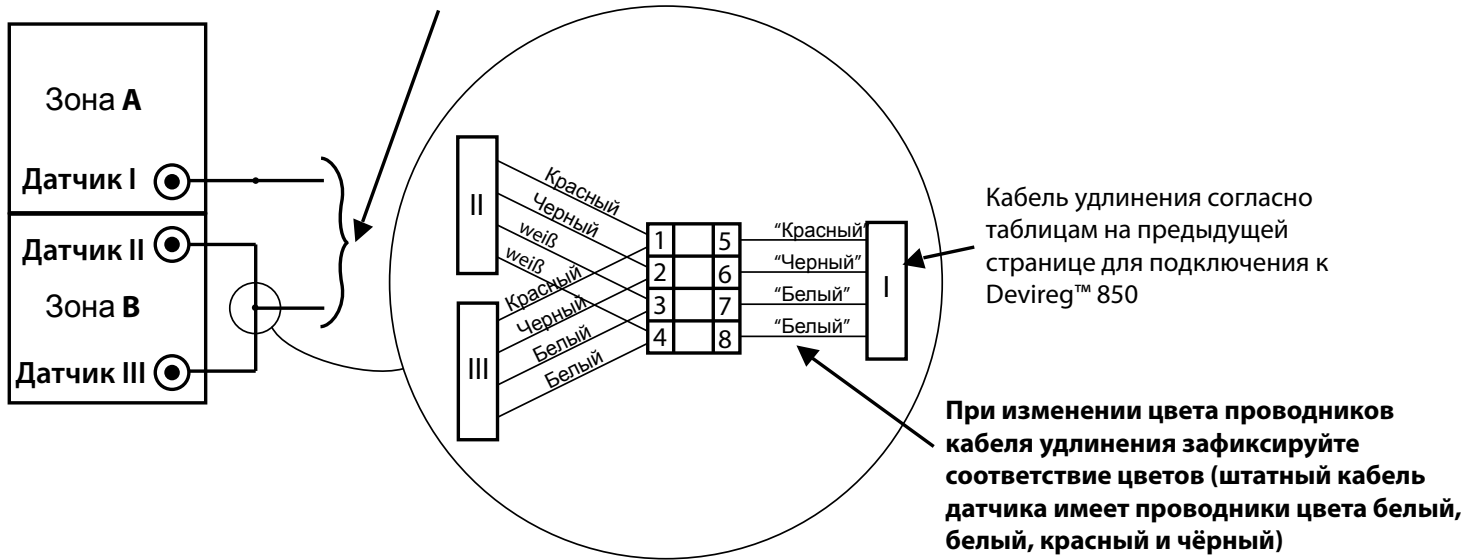 Зона А
Датчик I
Датчик II
Зона В
Датчик III
II
Красный
Черный
weiß
weiß
III
Красный
Черный
Белый
Белый
1 5
2 6
3 7
4 8
“Красный”
“Черный”
“Белый”
“Белый”
I
Кабель удлинения согласно
таблицам на предыдущей
странице для подключения к
Devireg™ 850
При изменении цвета проводников
кабеля удлинения зафиксируйте
соответствие цветов (штатный кабель
датчика имеет проводники цвета белый,
белый, красный и чёрный)